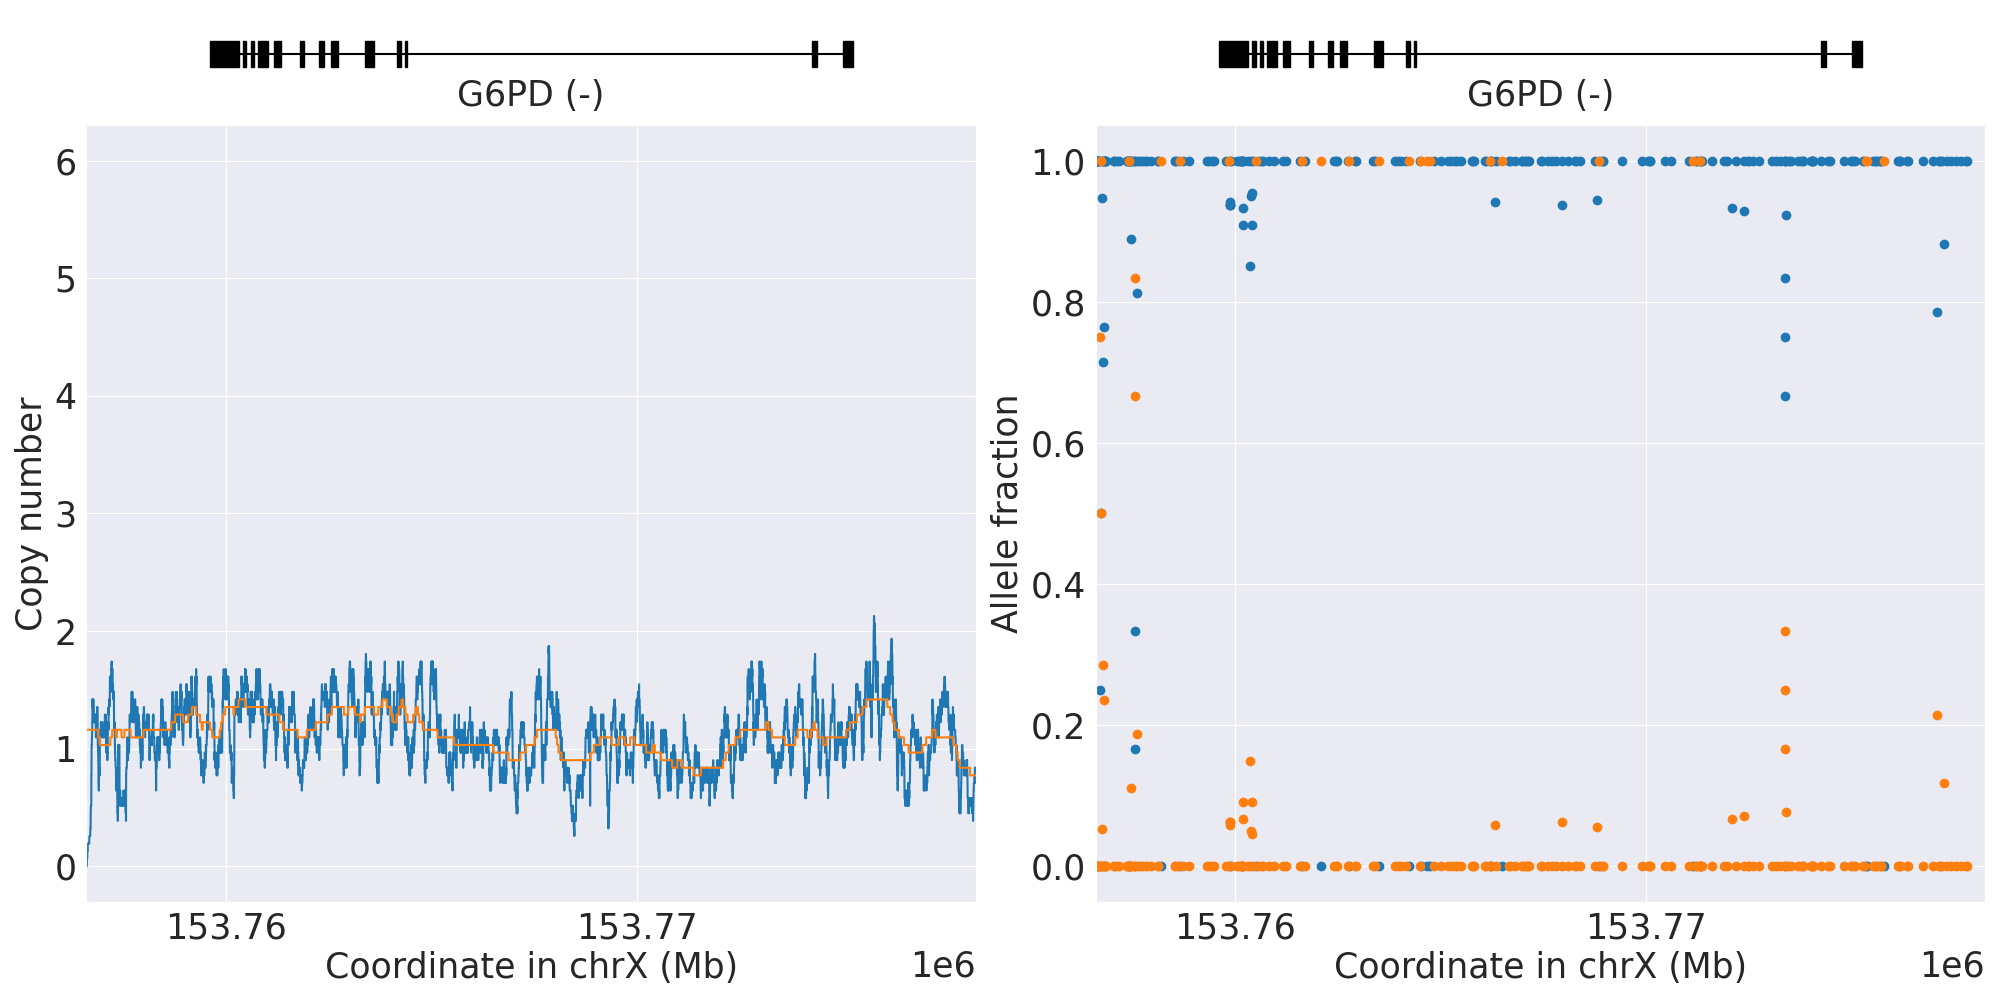 G6PD (-)
G6PD (-)
Copy number
6
5
4
3
2
1
0
153.76
153.77
Coordinate in chrX (Mb)
1e6
Allele fraction
1.0
0.8
0.6
0.4
0.2
0.0
153.76
153.77
Coordinate in chrX (Mb)
1e6